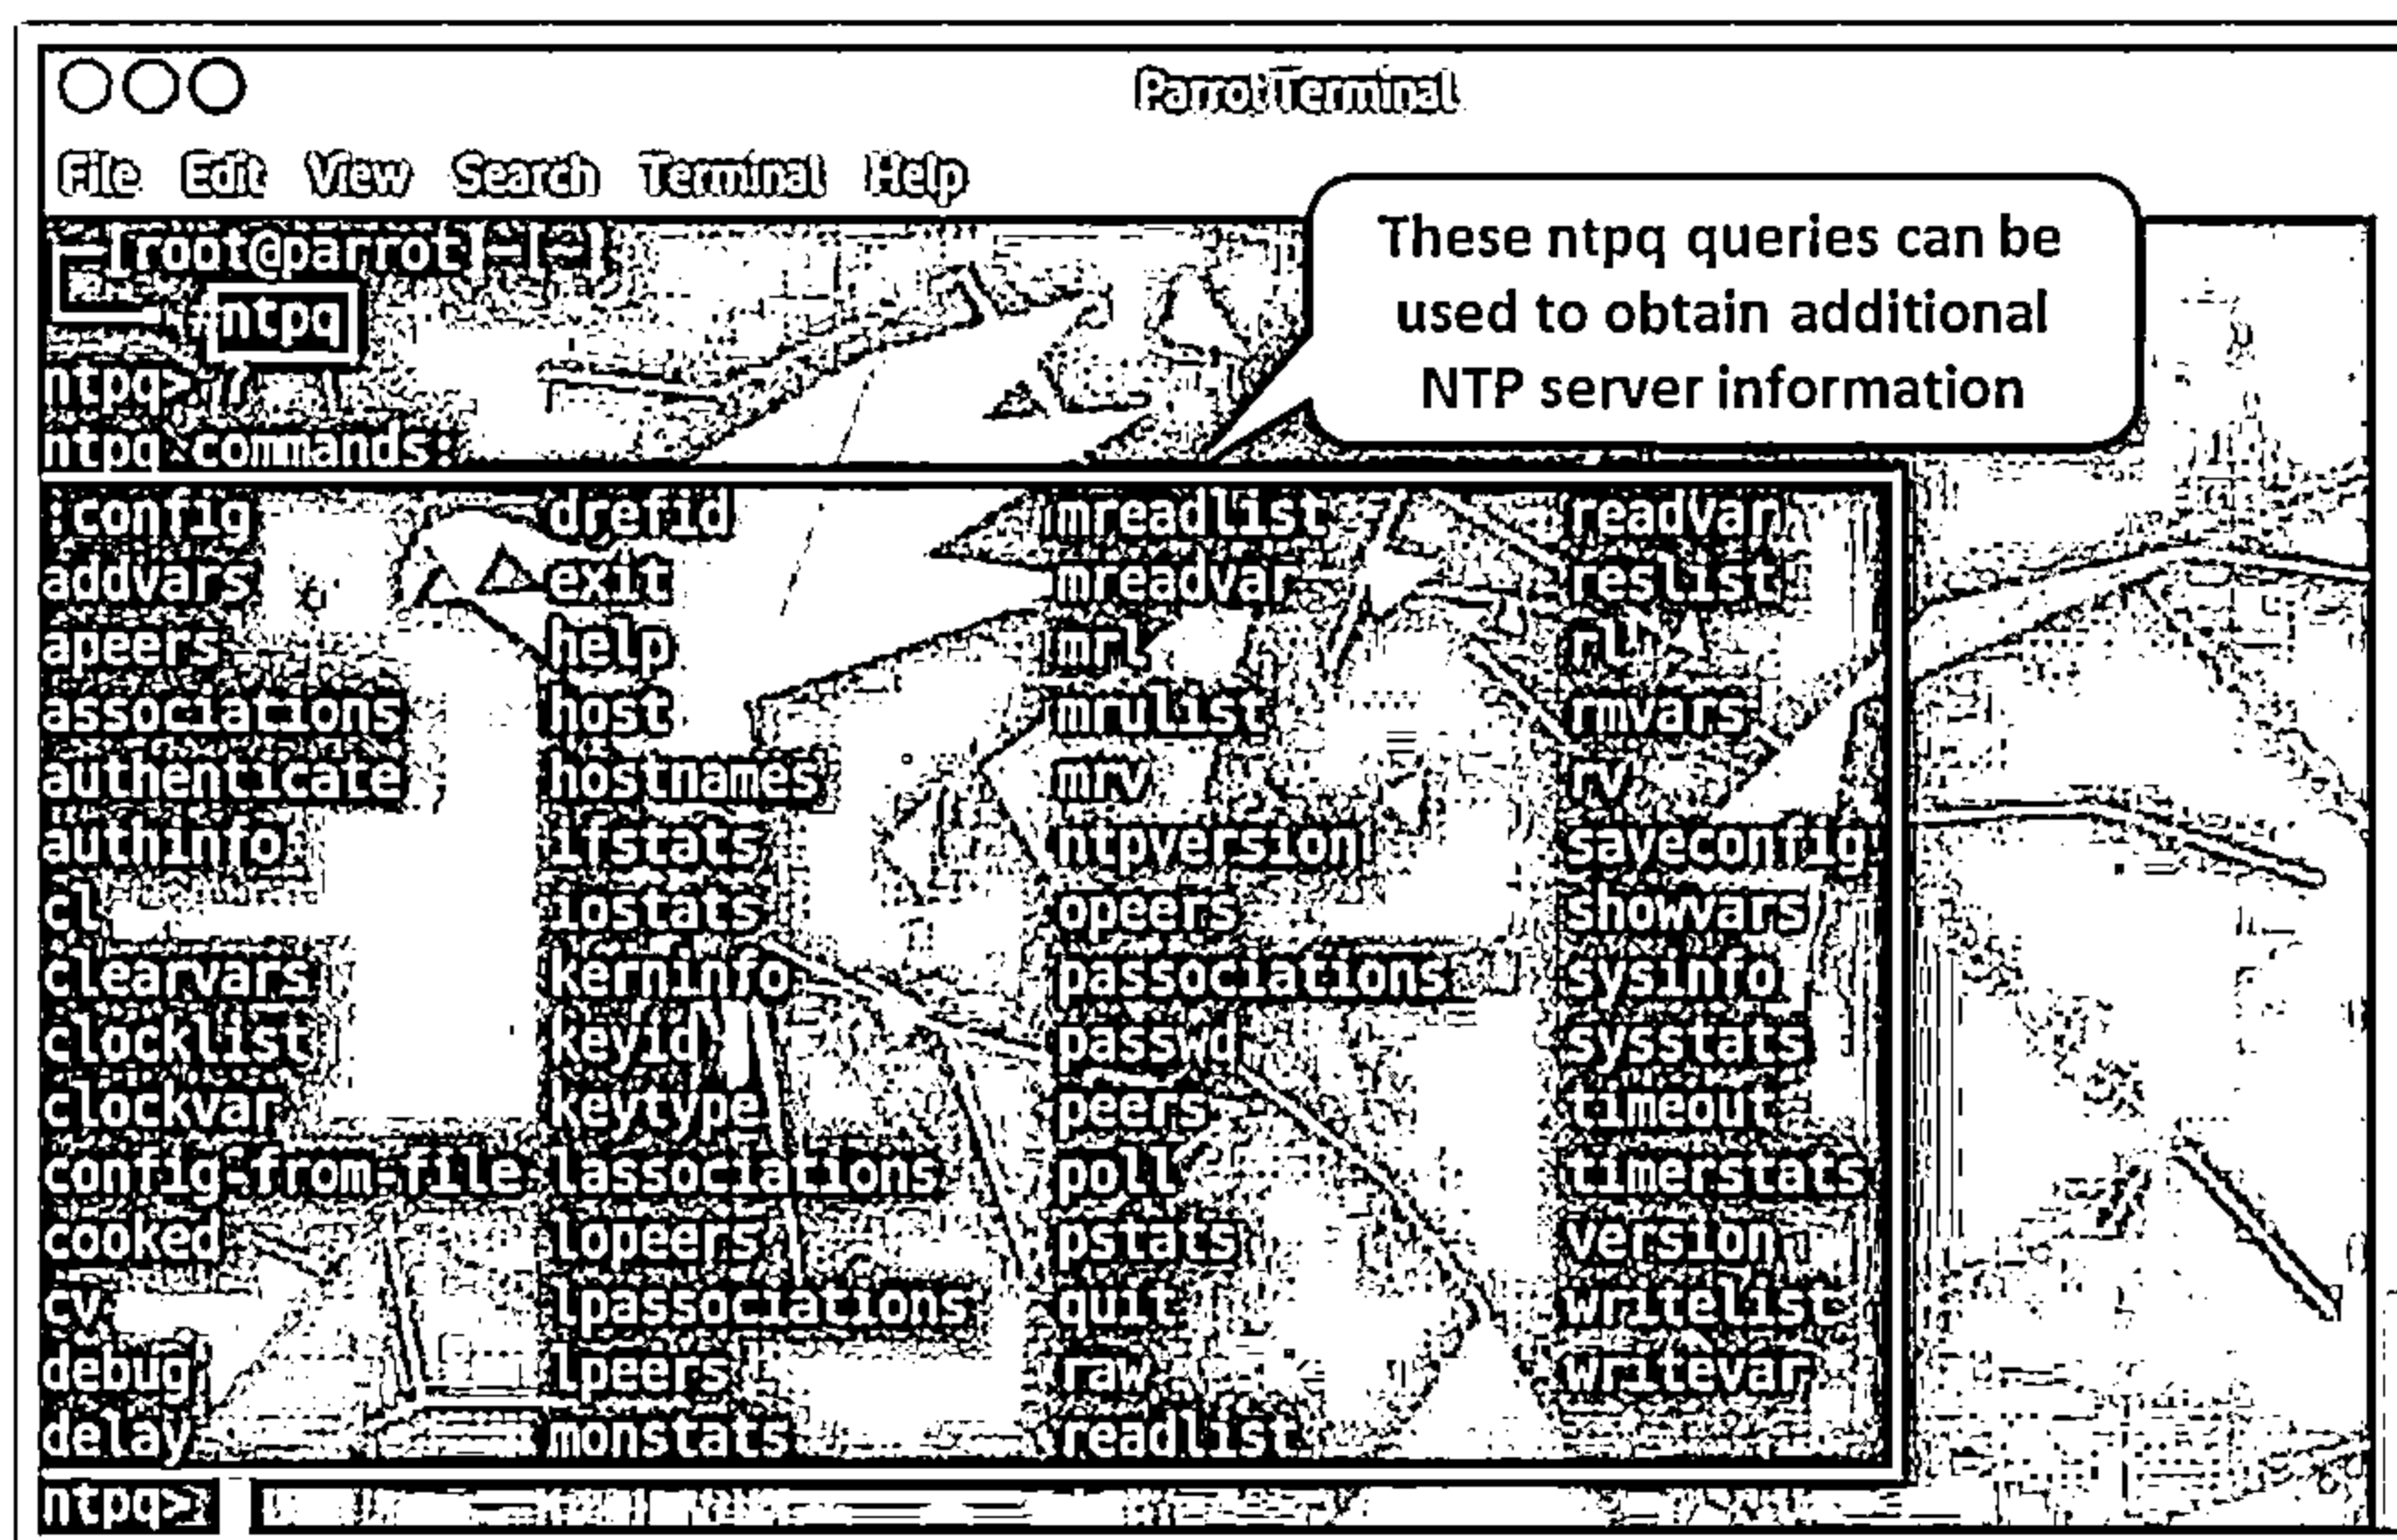 Parrot Terminal
File Edit View Search Terminal Help
[root@parrot]-[~]
#ntpq
ntpq> ?
ntpq commands:
These ntpq queries can be
used to obtain additional
NTP server information
:config drefid mreadlist readvar
addvars exit mreadvar reslist
apeers help mrl rl
associations host mrulist rmvars
authenticate hostnames mrv rv
authinfo ifstats ntpversion saveconfig
cl iostats opeers showvars
clearvars kerninfo passociations sysinfo
clocklist keyid passwd sysstats
clockvar keytype peers timeout
config-from-file lassociations poll timerstats
cooked lopeers pstats version
cv lpassociations quit writelist
debug lpeers raw writevar
delay monstats readlist
ntpq>